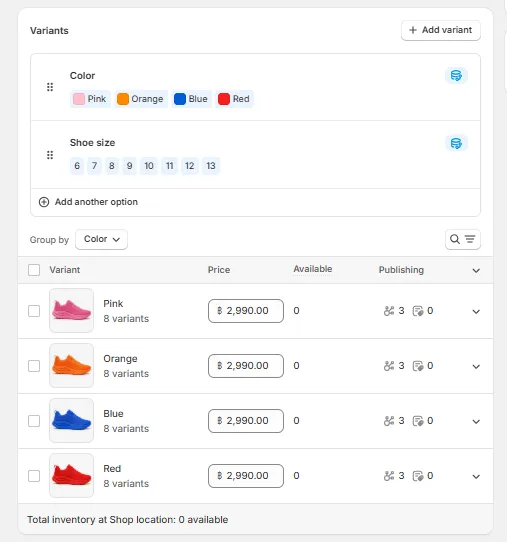 Variants
+ Add variant
Color
Pink Orange Blue Red
Shoe size
6 7 8 9 10 11 12 13
Add another option
Group by Color
Variant Price Available Publishing
Pink
8 variants
฿ 2,990.00 0 3 0
Orange
8 variants
฿ 2,990.00 0 3 0
Blue
8 variants
฿ 2,990.00 0 3 0
Red
8 variants
฿ 2,990.00 0 3 0
Total inventory at Shop location: 0 available